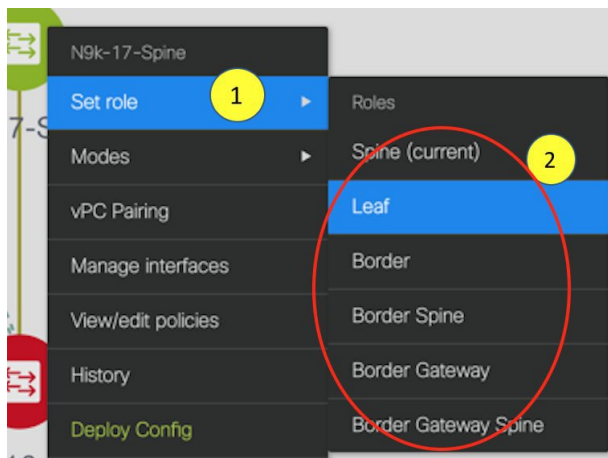 N9k-17-Spine
Set role
1
7-S
Modes
vPC Pairing
Manage interfaces
View/edit policies
History
Deploy Config
Roles
Spine (current)
2
Leaf
Border
Border Spine
Border Gateway
Border Gateway Spine